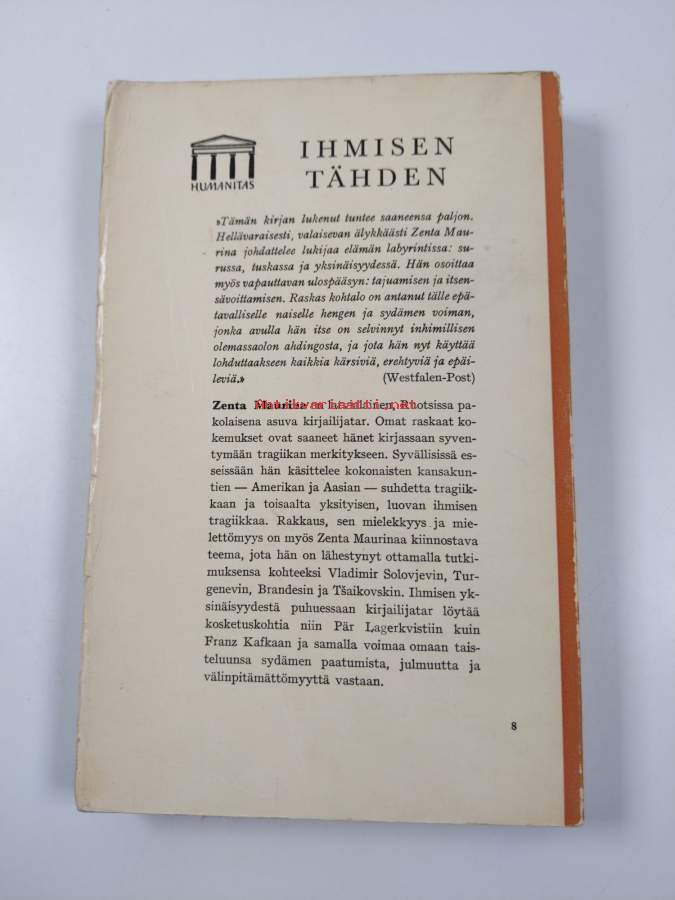 HUMANITAS
IHMISEN
TÄHDEN
»Tämän kirjan lukenut tuntee saaneensa paljon.
Hellävaraisesti, valaisevan älykkäästi Zenta Mau-
rina johdattelee lukijaa elämän labyrintissa: su-
russa, tuskassa ja yksinäisyydessä. Hän osoittaa
myös vapauttavan ulospääsyn: tajuamisen ja itsen-
sävoittamisen. Raskas kohtalo on antanut tälle epä-
tavalliselle naiselle hengen ja sydämen voiman,
jonka avulla hän itse on selvinnyt inhimillisen
olemassaolon ahdingosta, ja jota hän nyt käyttää
lohduttaakseen kaikkia kärsiviä, erehtyviä ja epäi-
leviä.»
(Westfalen-Post)
Zenta Maurina on latvialainen, Ruotsissa pa-
kolaisena asuva kirjailijatar. Omat raskaat ko-
kemukset ovat saaneet hänet kirjassaan syven-
tymään tragiikan merkitykseen. Syvällisissä es-
seissään hän käsittelee kokonaisten kansakun-
tien — Amerikan ja Aasian — suhdetta tragiik-
kaan ja toisaalta yksityisen, luovan ihmisen
tragiikkaa. Rakkaus, sen mielekkyys ja mie-
lettömyys on myös Zenta Maurinaa kiinnostava
teema, jota hän on lähestynyt ottamalla tutki-
muksensa kohteeksi Vladimir Solovjevin, Tur-
genevin, Brandesin ja Tšaikovskin. Ihmisen yk-
sinäisyydestä puhuessaan kirjailijatar löytää
kosketuskohtia niin Pär Lagerkvistiin kuin
Franz Kafkaan ja samalla voimaa omaan tais-
teluunsa sydämen paatumista, julmuutta ja
välinpitämättömyyttä vastaan.
8